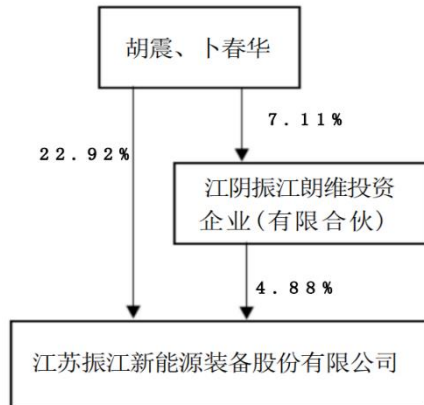 胡震、卜春华
7.11%
22.92%
江阴振江朗维投资
企业(有限合伙)
4.88%
江苏振江新能源装备股份有限公司